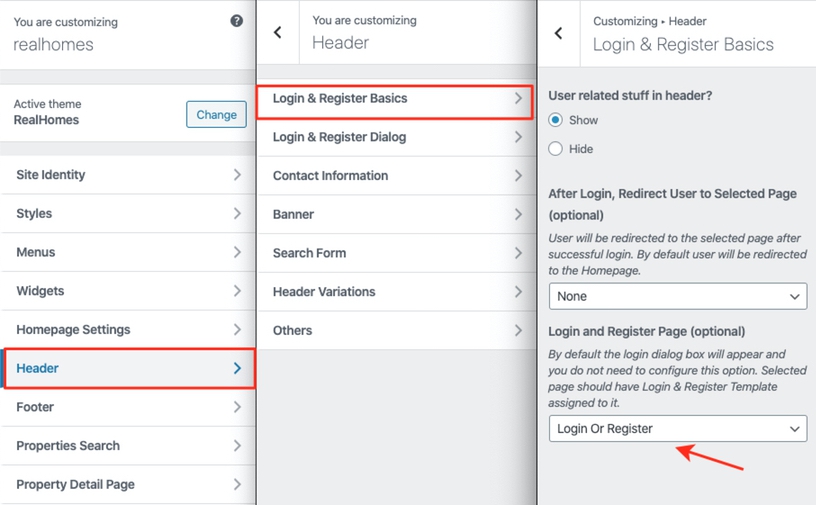 You are customizing
realhomes
?
Active theme
RealHomes
Change
Site Identity
Styles
Menus
Widgets
Homepage Settings
Header
Footer
Properties Search
Property Detail Page
You are customizing
Header
Login & Register Basics
Login & Register Dialog
Contact Information
Banner
Search Form
Header Variations
Others
Customizing ▸ Header
Login & Register Basics
User related stuff in header?
Show
Hide
After Login, Redirect User to Selected Page
(optional)
User will be redirected to the selected page after
successful login. By default user will be redirected
to the Homepage.
None
Login and Register Page (optional)
By default the login dialog box will appear and
you do not need to configure this option. Selected
page should have Login & Register Template
assigned to it.
Login Or Register